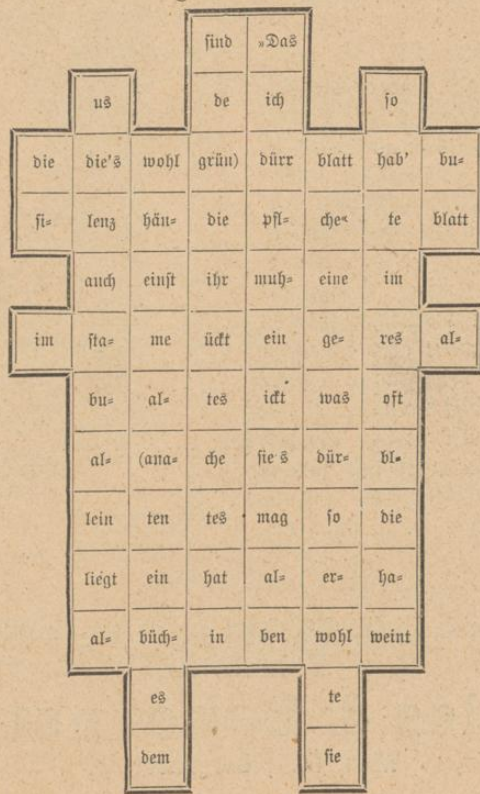 sind »Das
us de ich so
die die's wohl grün) dürr blatt hab' bu⸗
fi⸗ lenz hän⸗ die pfl⸗ che« te blatt
auch einst ihr muh⸗ eine im
im sta⸗ me ückt ein ge⸗ res al⸗
bu⸗ al⸗ tes ickt was oft
al⸗ (ana⸗ che sie's dür⸗ bl⸗
lein ten tes mag so die
liegt ein hat al⸗ er⸗ ha⸗
al⸗ büch⸗ in ben wohl weint
es te
dem sie